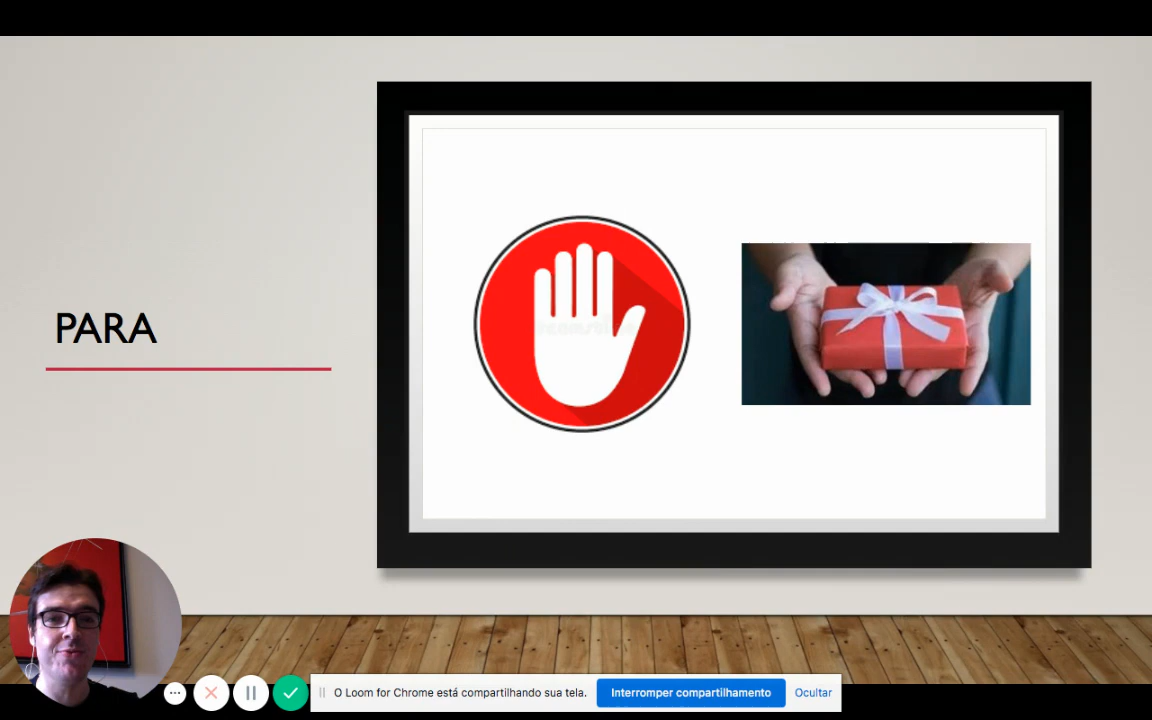 PARA
O Loom for Chrome está compartilhando sua tela.
Interromper compartilhamento
Ocultar